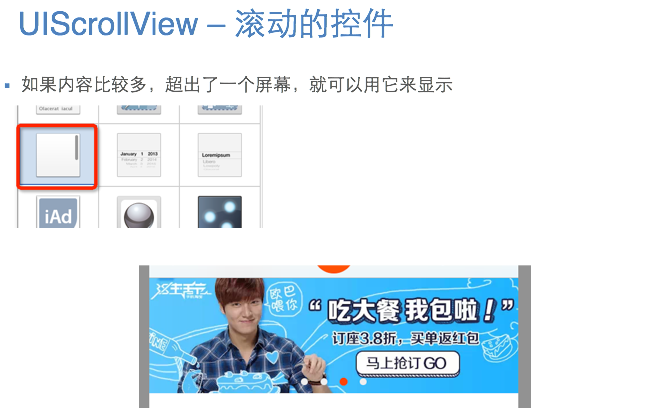 UIScrollView – 滚动的控件
如果内容比较多，超出了一个屏幕，就可以用它来显示
January 1 2013
Loremipsum
iAd
欧巴
喂你
“吃大餐 我包啦！”
订座3.8折，买单返红包
马上抢订GO